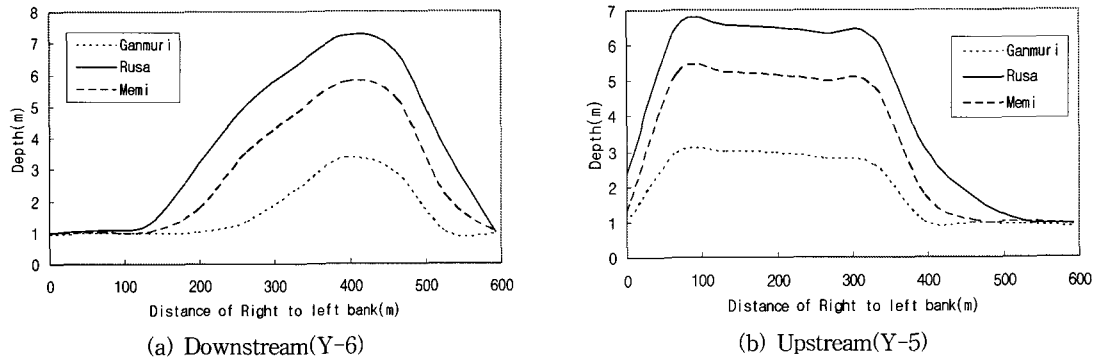 8
7
6
5
4
3
2
1
0
Depth(m)
Ganmuri
Rusa
Memi
0 100 200 300 400 500 600
Distance of Right to left bank(m)
(a) Downstream(Y-6)
7
6
5
4
3
2
1
0
Depth(m)
Ganmuri
Rusa
Memi
0 100 200 300 400 500 600
Distance of Right to left bank(m)
(b) Upstream(Y-5)